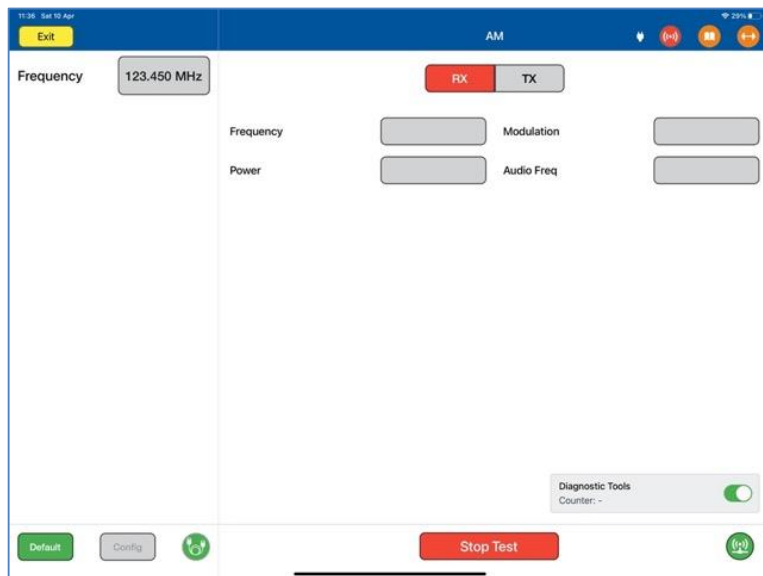 11:36 Sat 10 Apr
29%
Exit
AM
Frequency
123.450 MHz
RX
TX
Frequency
Modulation
Power
Audio Freq
Diagnostic Tools
Counter: -
Default
Config
Stop Test